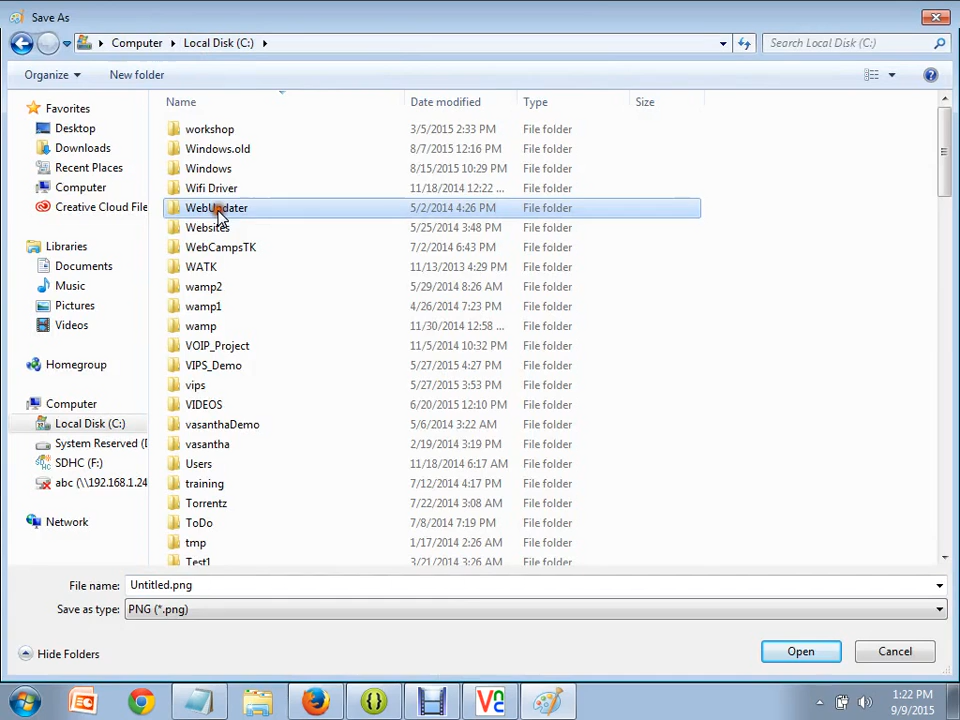 Save As
Computer Local Disk (C:)
Search Local Disk (C:)
Organize New folder
Name Date modified Type Size
Favorites
Desktop
Downloads
Recent Places
Computer
Creative Cloud File
Libraries
Documents
Music
Pictures
Videos
Homegroup
Computer
Local Disk (C:)
System Reserved (D
SDHC (F:)
abc (\\192.168.1.24
Network
workshop 3/5/2015 2:33 PM File folder
Windows.old 8/7/2015 12:16 PM File folder
Windows 8/15/2015 10:29 PM File folder
Wifi Driver 11/18/2014 12:22 ... File folder
WebUpdater 5/2/2014 4:26 PM File folder
Websites 5/25/2014 3:48 PM File folder
WebCampsTK 7/2/2014 6:43 PM File folder
WATK 11/13/2013 4:29 PM File folder
wamp2 5/29/2014 8:26 AM File folder
wamp1 4/26/2014 7:23 PM File folder
wamp 11/30/2014 12:58 ... File folder
VOIP_Project 11/5/2014 10:32 PM File folder
VIPS_Demo 5/27/2015 4:27 PM File folder
vips 5/27/2015 3:53 PM File folder
VIDEOS 6/20/2015 12:10 PM File folder
vasanthaDemo 5/6/2014 3:22 AM File folder
vasantha 2/19/2014 3:19 PM File folder
Users 11/18/2014 6:17 AM File folder
training 7/12/2014 4:17 PM File folder
Torrentz 7/22/2014 3:08 AM File folder
ToDo 7/8/2014 7:19 PM File folder
tmp 1/17/2014 2:26 AM File folder
Test1 3/21/2014 3:26 AM File folder
File name: Untitled.png
Save as type: PNG (*.png)
Hide Folders
Open Cancel
1:22 PM
9/9/2015